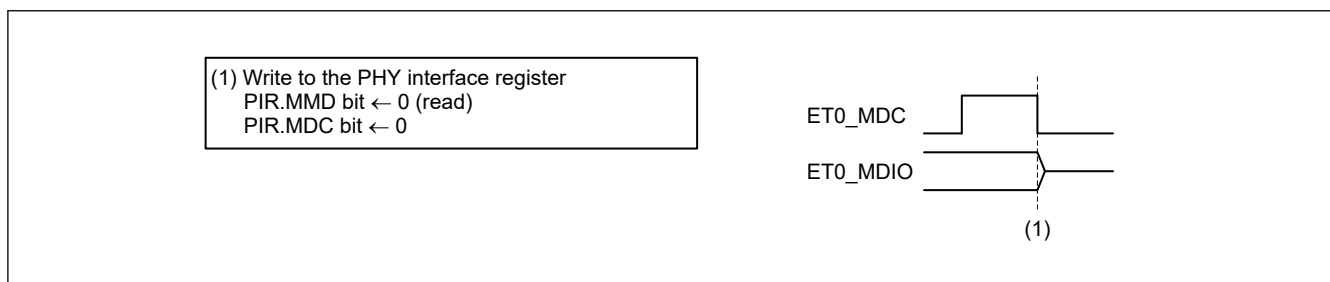 (1) Write to the PHY interface register
PIR.MMD bit ← 0 (read)
PIR.MDC bit ← 0
ET0_MDC
ET0_MDIO
(1)